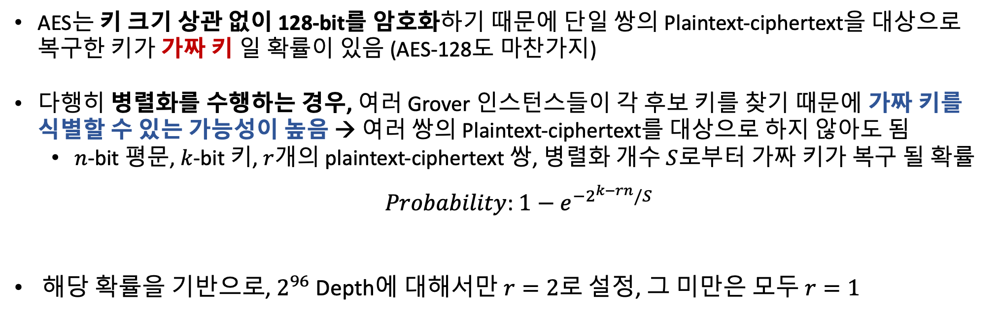 • AES는 키 크기 상관 없이 128-bit를 암호화하기 때문에 단일 쌍의 Plaintext-ciphertext을 대상으로
복구한 키가 가짜 키 일 확률이 있음 (AES-128도 마찬가지)
• 다행히 병렬화를 수행하는 경우, 여러 Grover 인스턴스들이 각 후보 키를 찾기 때문에 가짜 키를
식별할 수 있는 가능성이 높음 → 여러 쌍의 Plaintext-ciphertext를 대상으로 하지 않아도 됨
• n-bit 평문, k-bit 키, r개의 plaintext-ciphertext 쌍, 병렬화 개수 S로부터 가짜 키가 복구 될 확률
Probability: 1 − e^{−2^{k−rn}/S}
• 해당 확률을 기반으로, 2^{96} Depth에 대해서만 r = 2로 설정, 그 미만은 모두 r = 1